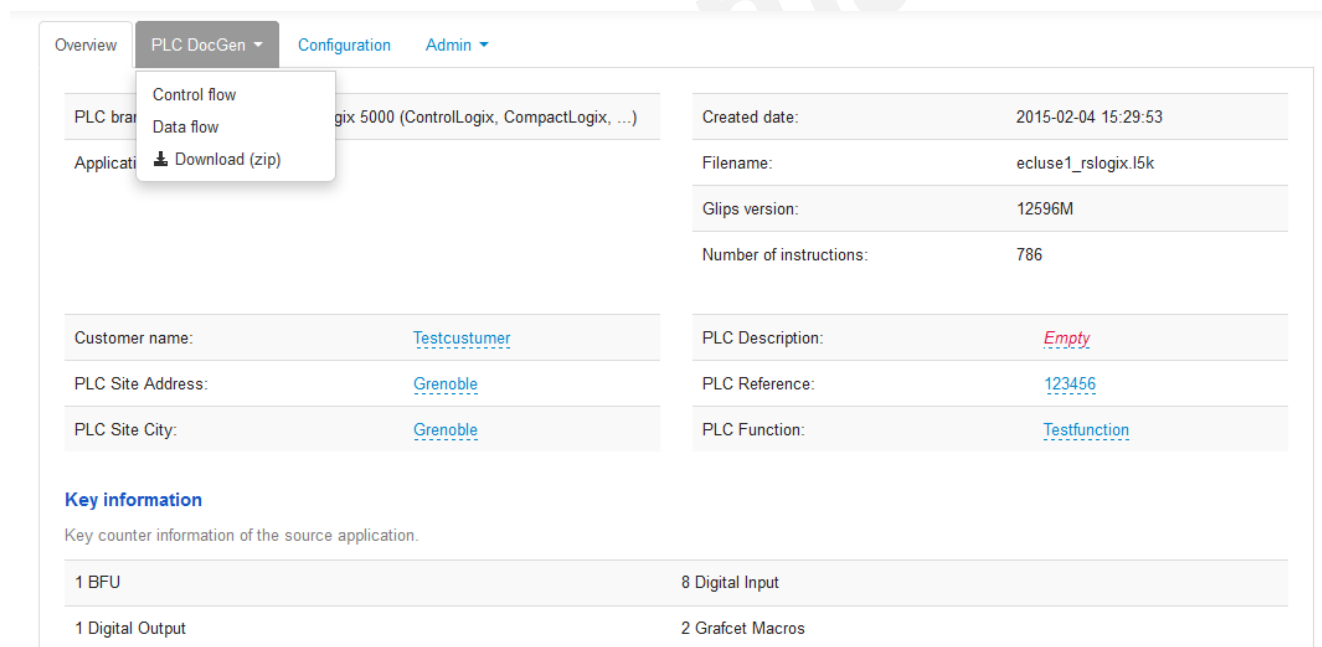 Overview PLC DocGen Configuration Admin
Control flow
Data flow
Download (zip)
PLC bran gix 5000 (ControlLogix, CompactLogix, ...)
Applicati
Created date: 2015-02-04 15:29:53
Filename: ecluse1_rslogix.l5k
Glips version: 12596M
Number of instructions: 786
Customer name: Testcustumer
PLC Site Address: Grenoble
PLC Site City: Grenoble
PLC Description: Empty
PLC Reference: 123456
PLC Function: Testfunction
Key information
Key counter information of the source application.
1 BFU 8 Digital Input
1 Digital Output 2 Grafcet Macros